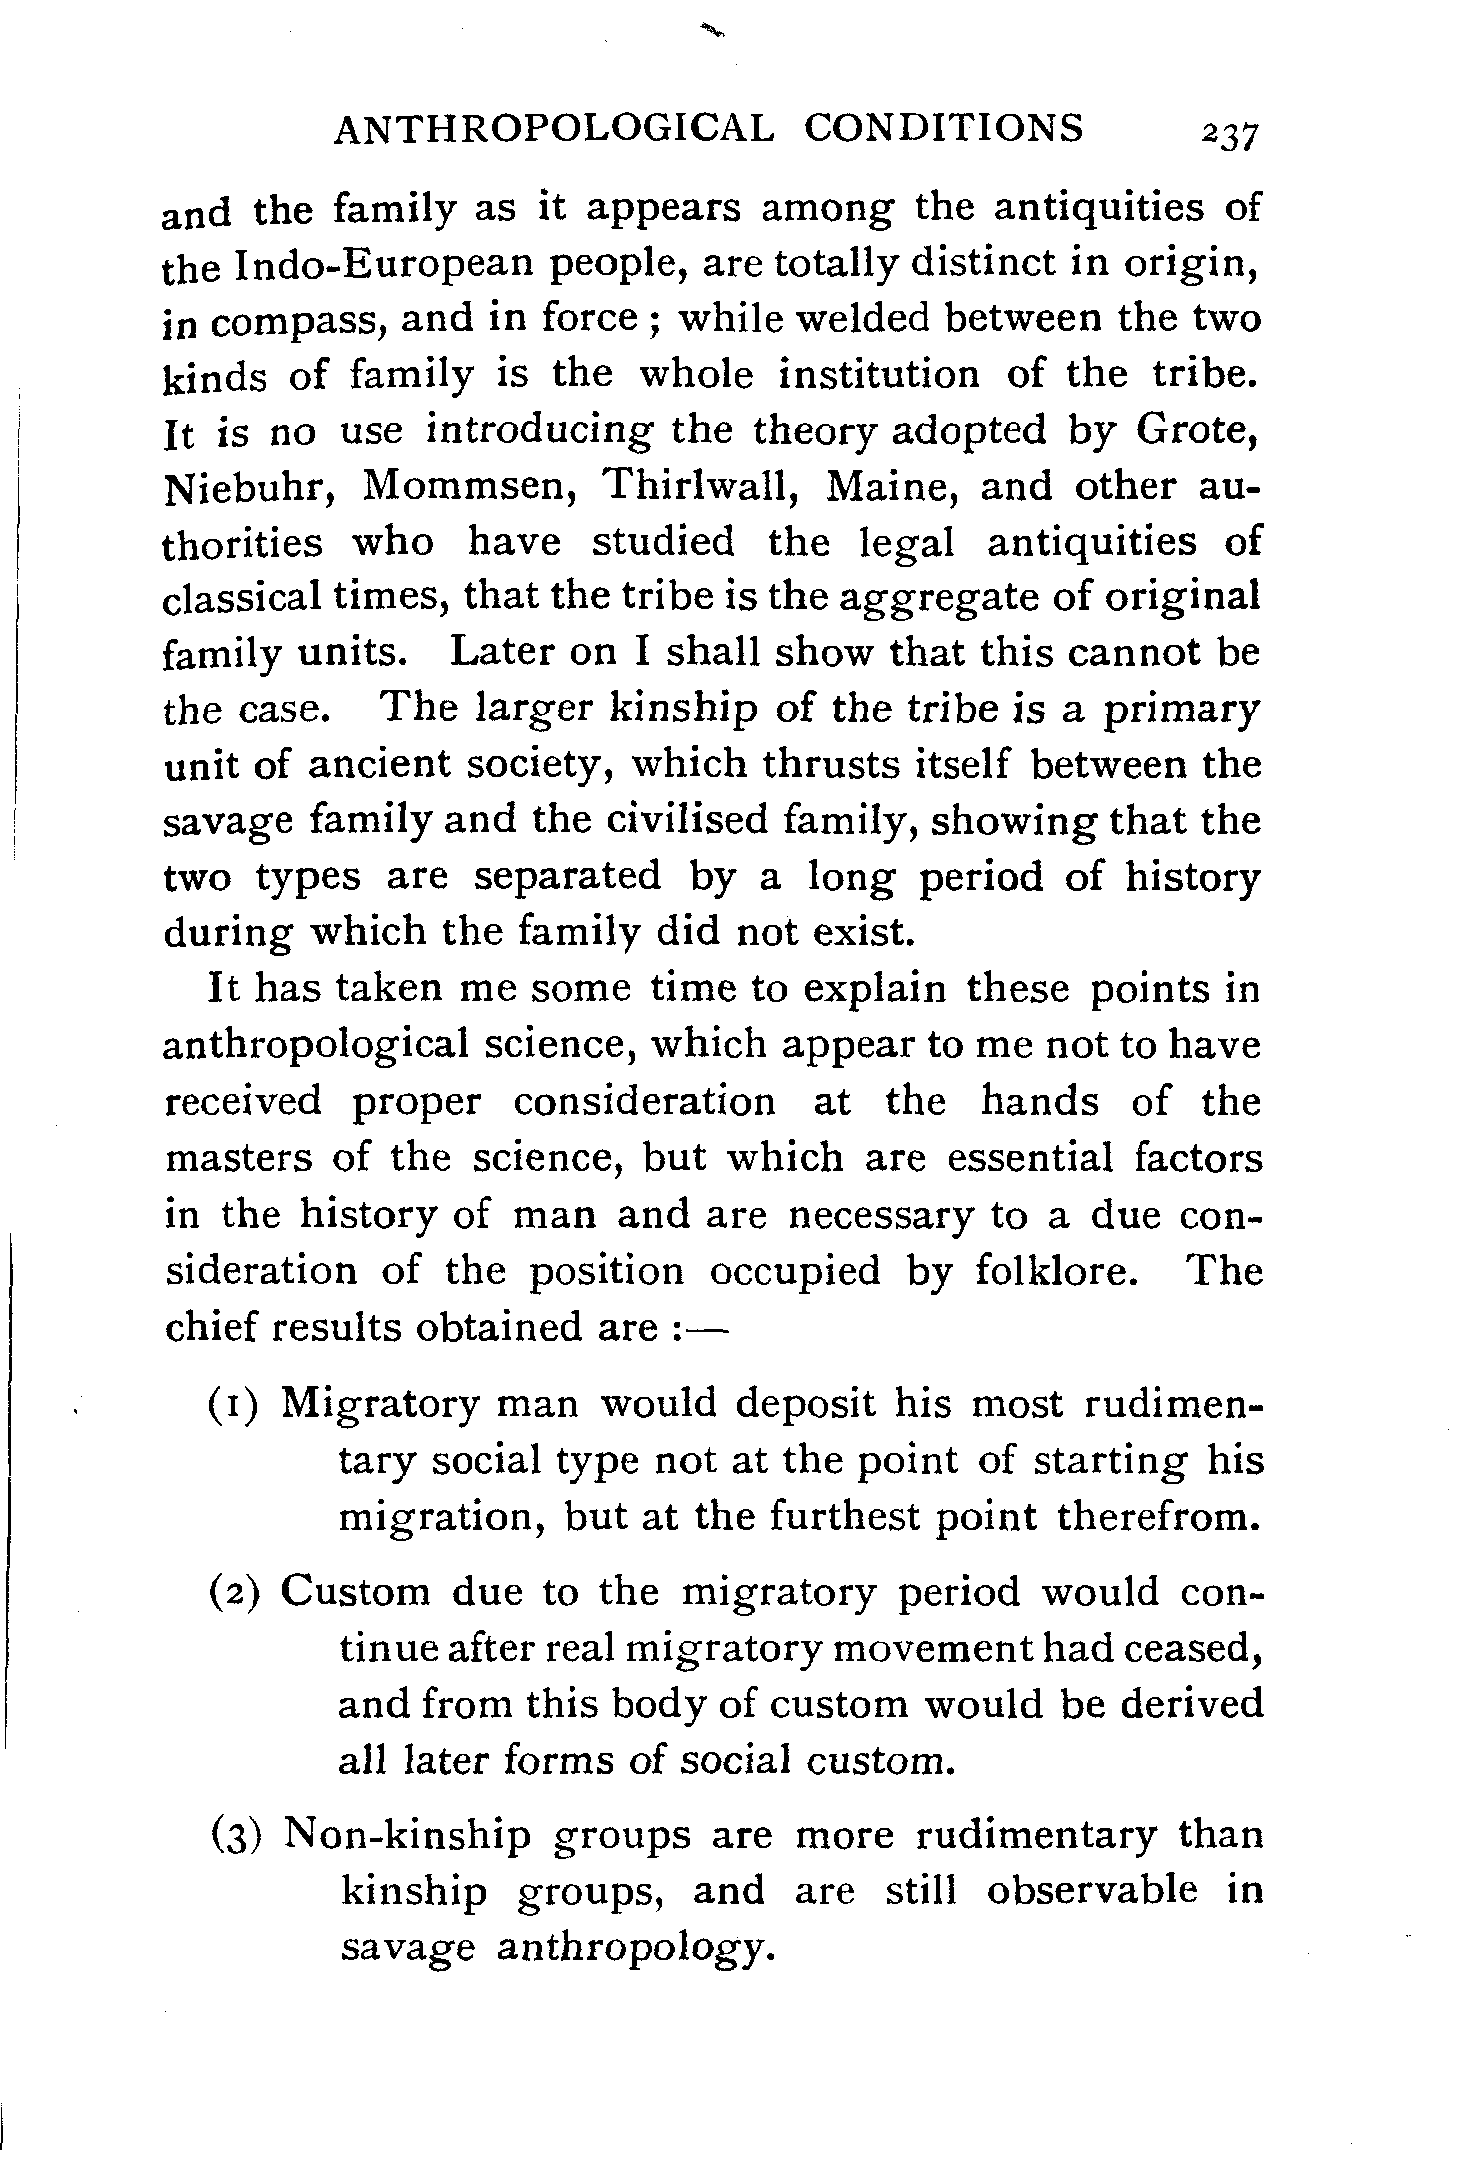 ANTHROPOLOGICAL CONDITIONS 237
and the family as it appears among the antiquities of
the Indo-European people, are totally distinct in origin,
in compass, and in force ; while welded between the two
kinds of family is the whole institution of the tribe.
It is no use introducing the theory adopted by Grote,
Niebuhr, Mommsen, Thirlwall, Maine, and other au-
thorities who have studied the legal antiquities of
classical times, that the tribe is the aggregate of original
family units. Later on I shall show that this cannot be
the case. The larger kinship of the tribe is a primary
unit of ancient society, which thrusts itself between the
savage family and the civilised family, showing that the
two types are separated by a long period of history
during which the family did not exist.
It has taken me some time to explain these points in
anthropological science, which appear to me not to have
received proper consideration at the hands of the
masters of the science, but which are essential factors
in the history of man and are necessary to a due con-
sideration of the position occupied by folklore. The
chief results obtained are :—
(1) Migratory man would deposit his most rudimen-
tary social type not at the point of starting his
migration, but at the furthest point therefrom.
(2) Custom due to the migratory period would con-
tinue after real migratory movement had ceased,
and from this body of custom would be derived
all later forms of social custom.
(3) Non-kinship groups are more rudimentary than
kinship groups, and are still observable in
savage anthropology.